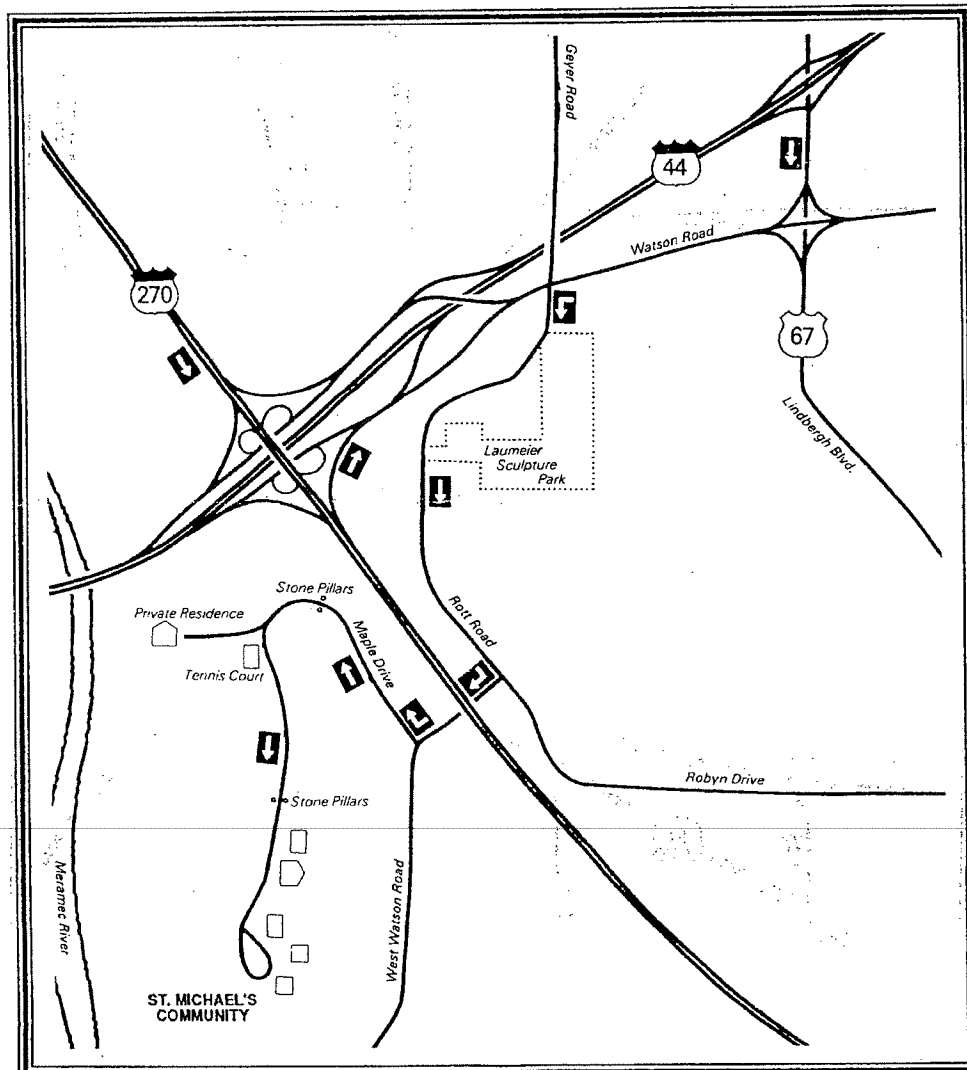 Geyer Road
44
Watson Road
270
67
Lindbergh Blvd.
Laumeier
Sculpture
Park
Stone Pillars
Private Residence
Rott Road
Maple Drive
Tennis Court
Robyn Drive
Stone Pillars
Meramec River
West Watson Road
ST. MICHAEL'S
COMMUNITY